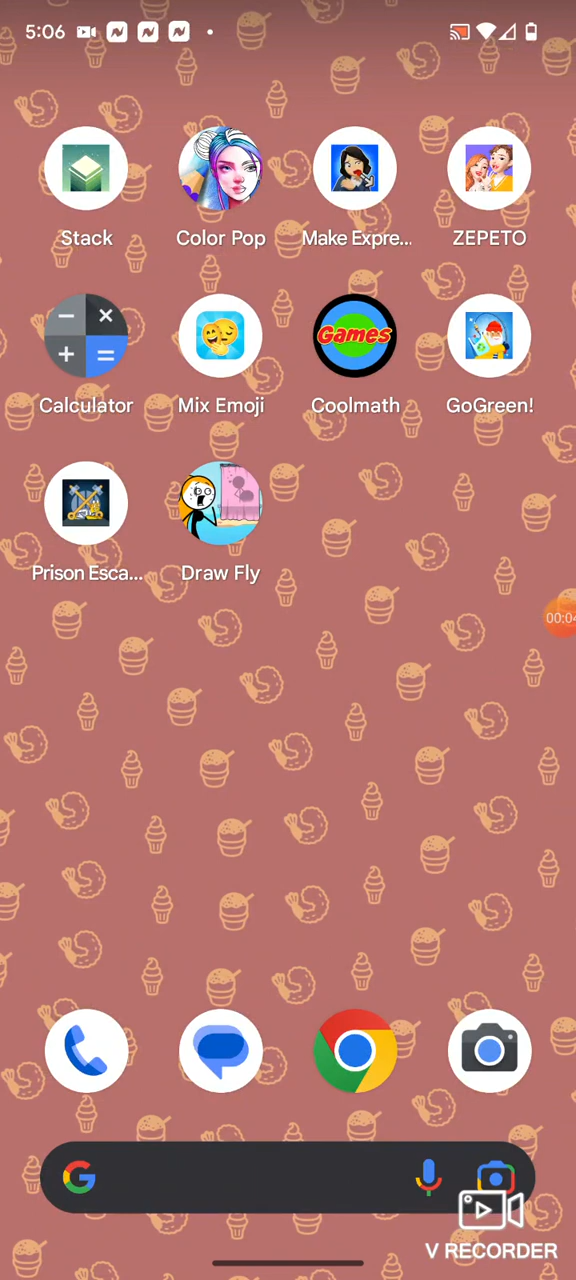 5:06
Stack
Color Pop
Make Expre...
ZEPETO
Calculator
Mix Emoji
Games
Coolmath
GoGreen!
Prison Esca...
Draw Fly
00:04
V RECORDER